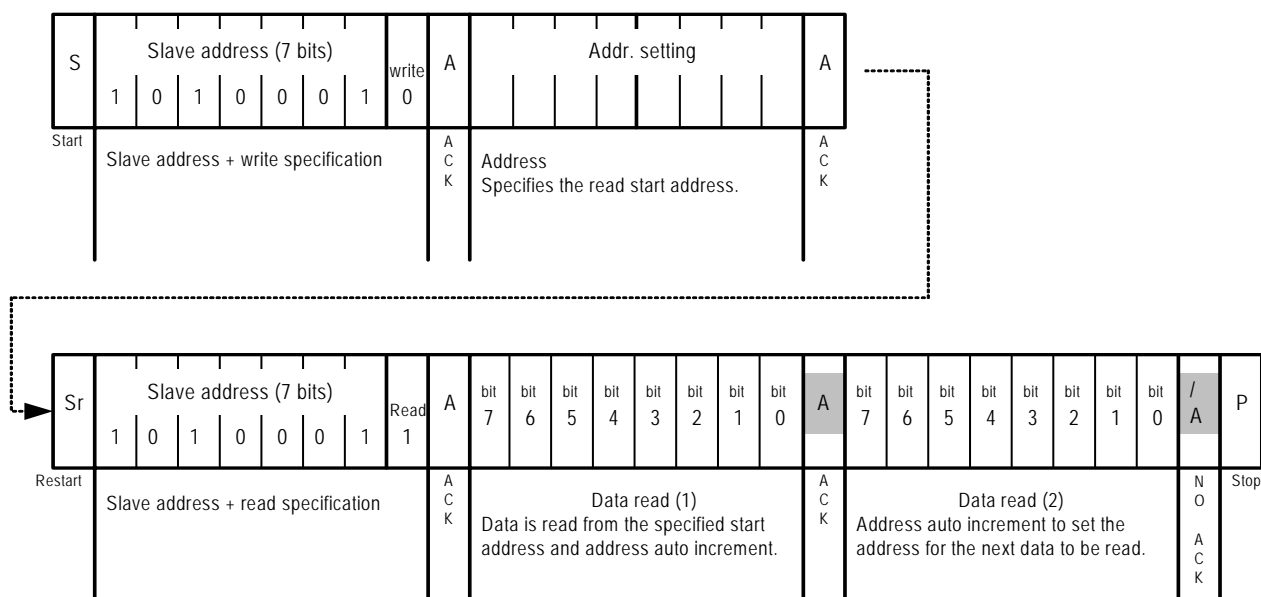 S Slave address (7 bits) write A Addr. setting A
1 0 1 0 0 0 1 0
Start
Slave address + write specification
A C K
Address
Specifies the read start address.
A C K
Sr Slave address (7 bits) Read A bit 7 bit 6 bit 5 bit 4 bit 3 bit 2 bit 1 bit 0 A bit 7 bit 6 bit 5 bit 4 bit 3 bit 2 bit 1 bit 0 / A P
1 0 1 0 0 0 1 1
Restart
Slave address + read specification
A C K
Data read (1)
Data is read from the specified start
address and address auto increment.
A C K
Data read (2)
Address auto increment to set the
address for the next data to be read.
N O A C K
Stop